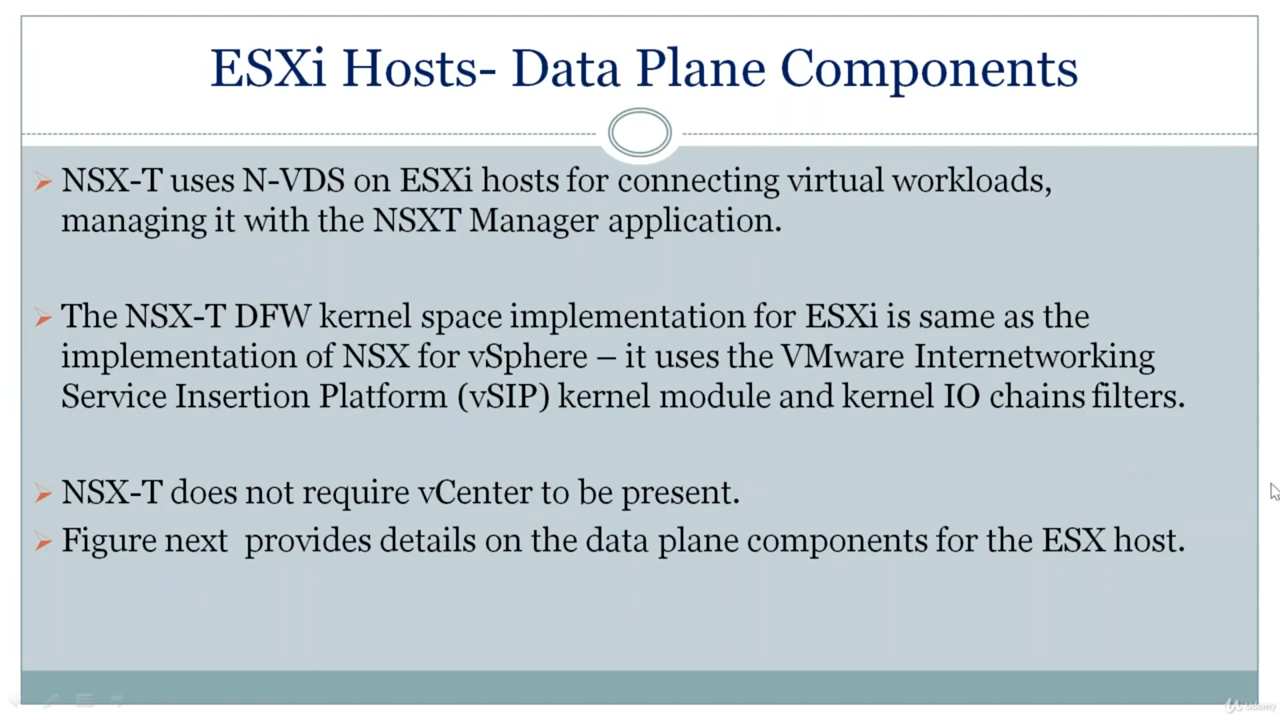 ESXi Hosts- Data Plane Components
NSX-T uses N-VDS on ESXi hosts for connecting virtual workloads,
managing it with the NSXT Manager application.
The NSX-T DFW kernel space implementation for ESXi is same as the
implementation of NSX for vSphere – it uses the VMware Internetworking
Service Insertion Platform (vSIP) kernel module and kernel IO chains filters.
NSX-T does not require vCenter to be present.
Figure next provides details on the data plane components for the ESX host.
Udemy